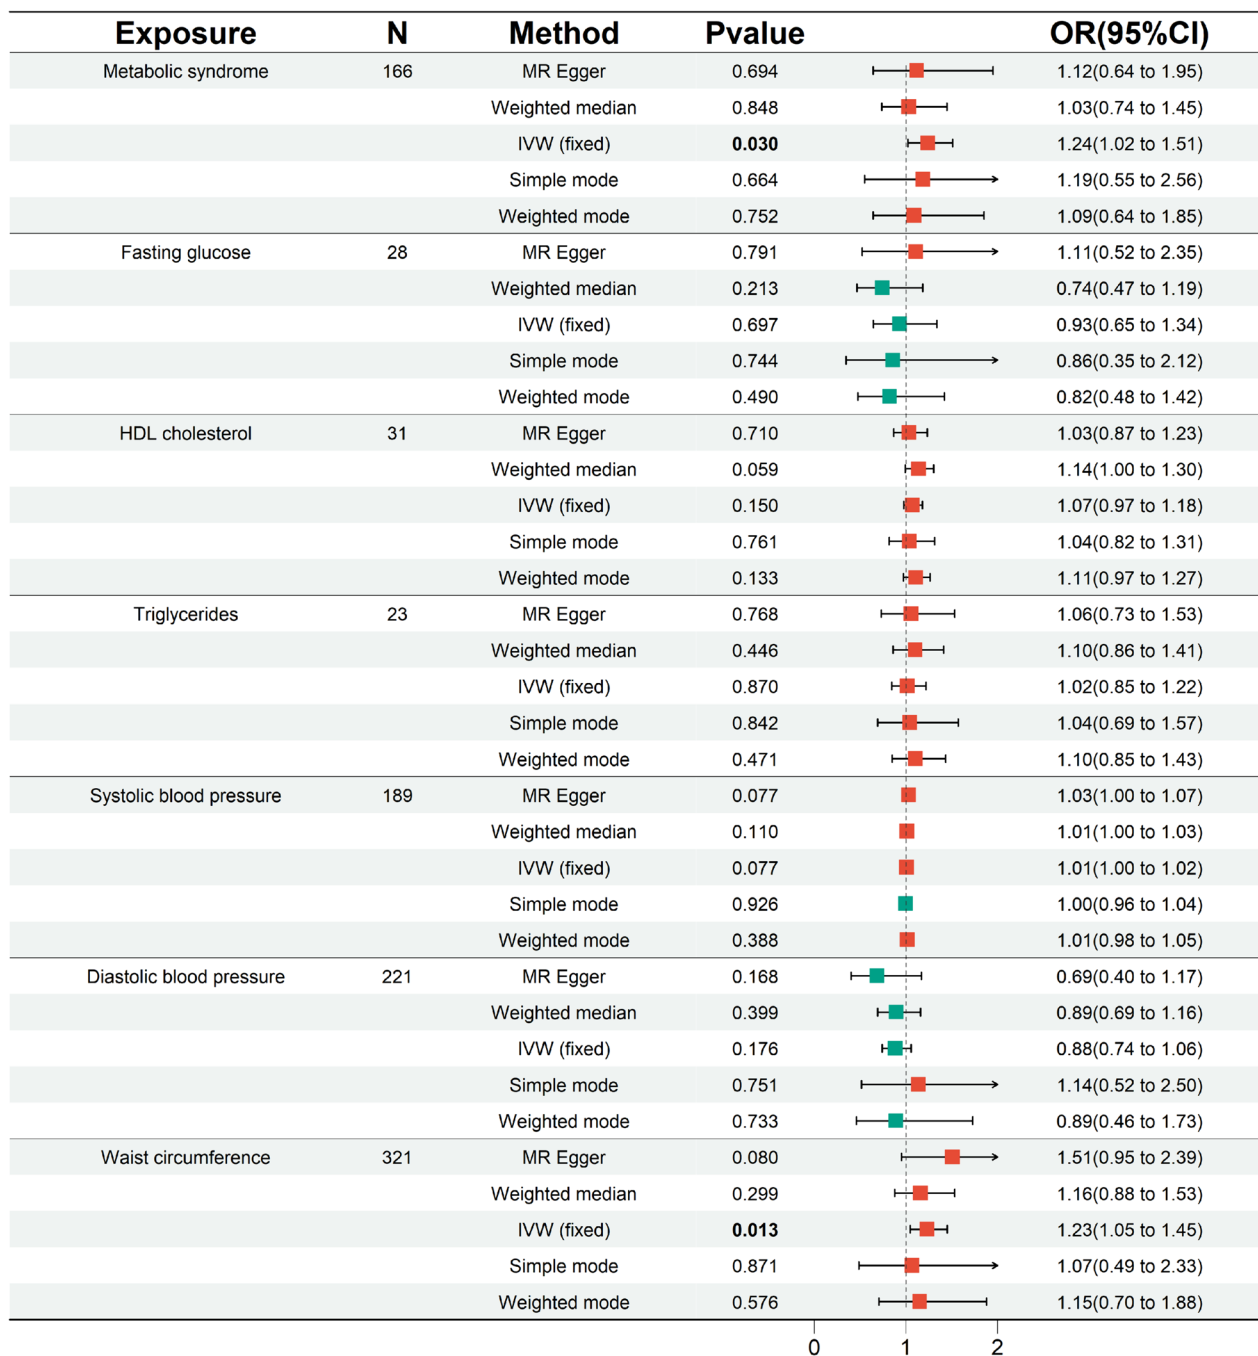 Exposure N Method Pvalue OR(95%CI)
Metabolic syndrome 166 MR Egger 0.694 1.12(0.64 to 1.95)
Weighted median 0.848 1.03(0.74 to 1.45)
IVW (fixed) 0.030 1.24(1.02 to 1.51)
Simple mode 0.664 1.19(0.55 to 2.56)
Weighted mode 0.752 1.09(0.64 to 1.85)
Fasting glucose 28 MR Egger 0.791 1.11(0.52 to 2.35)
Weighted median 0.213 0.74(0.47 to 1.19)
IVW (fixed) 0.697 0.93(0.65 to 1.34)
Simple mode 0.744 0.86(0.35 to 2.12)
Weighted mode 0.490 0.82(0.48 to 1.42)
HDL cholesterol 31 MR Egger 0.710 1.03(0.87 to 1.23)
Weighted median 0.059 1.14(1.00 to 1.30)
IVW (fixed) 0.150 1.07(0.97 to 1.18)
Simple mode 0.761 1.04(0.82 to 1.31)
Weighted mode 0.133 1.11(0.97 to 1.27)
Triglycerides 23 MR Egger 0.768 1.06(0.73 to 1.53)
Weighted median 0.446 1.10(0.86 to 1.41)
IVW (fixed) 0.870 1.02(0.85 to 1.22)
Simple mode 0.842 1.04(0.69 to 1.57)
Weighted mode 0.471 1.10(0.85 to 1.43)
Systolic blood pressure 189 MR Egger 0.077 1.03(1.00 to 1.07)
Weighted median 0.110 1.01(1.00 to 1.03)
IVW (fixed) 0.077 1.01(1.00 to 1.02)
Simple mode 0.926 1.00(0.96 to 1.04)
Weighted mode 0.388 1.01(0.98 to 1.05)
Diastolic blood pressure 221 MR Egger 0.168 0.69(0.40 to 1.17)
Weighted median 0.399 0.89(0.69 to 1.16)
IVW (fixed) 0.176 0.88(0.74 to 1.06)
Simple mode 0.751 1.14(0.52 to 2.50)
Weighted mode 0.733 0.89(0.46 to 1.73)
Waist circumference 321 MR Egger 0.080 1.51(0.95 to 2.39)
Weighted median 0.299 1.16(0.88 to 1.53)
IVW (fixed) 0.013 1.23(1.05 to 1.45)
Simple mode 0.871 1.07(0.49 to 2.33)
Weighted mode 0.576 1.15(0.70 to 1.88)
0 1 2